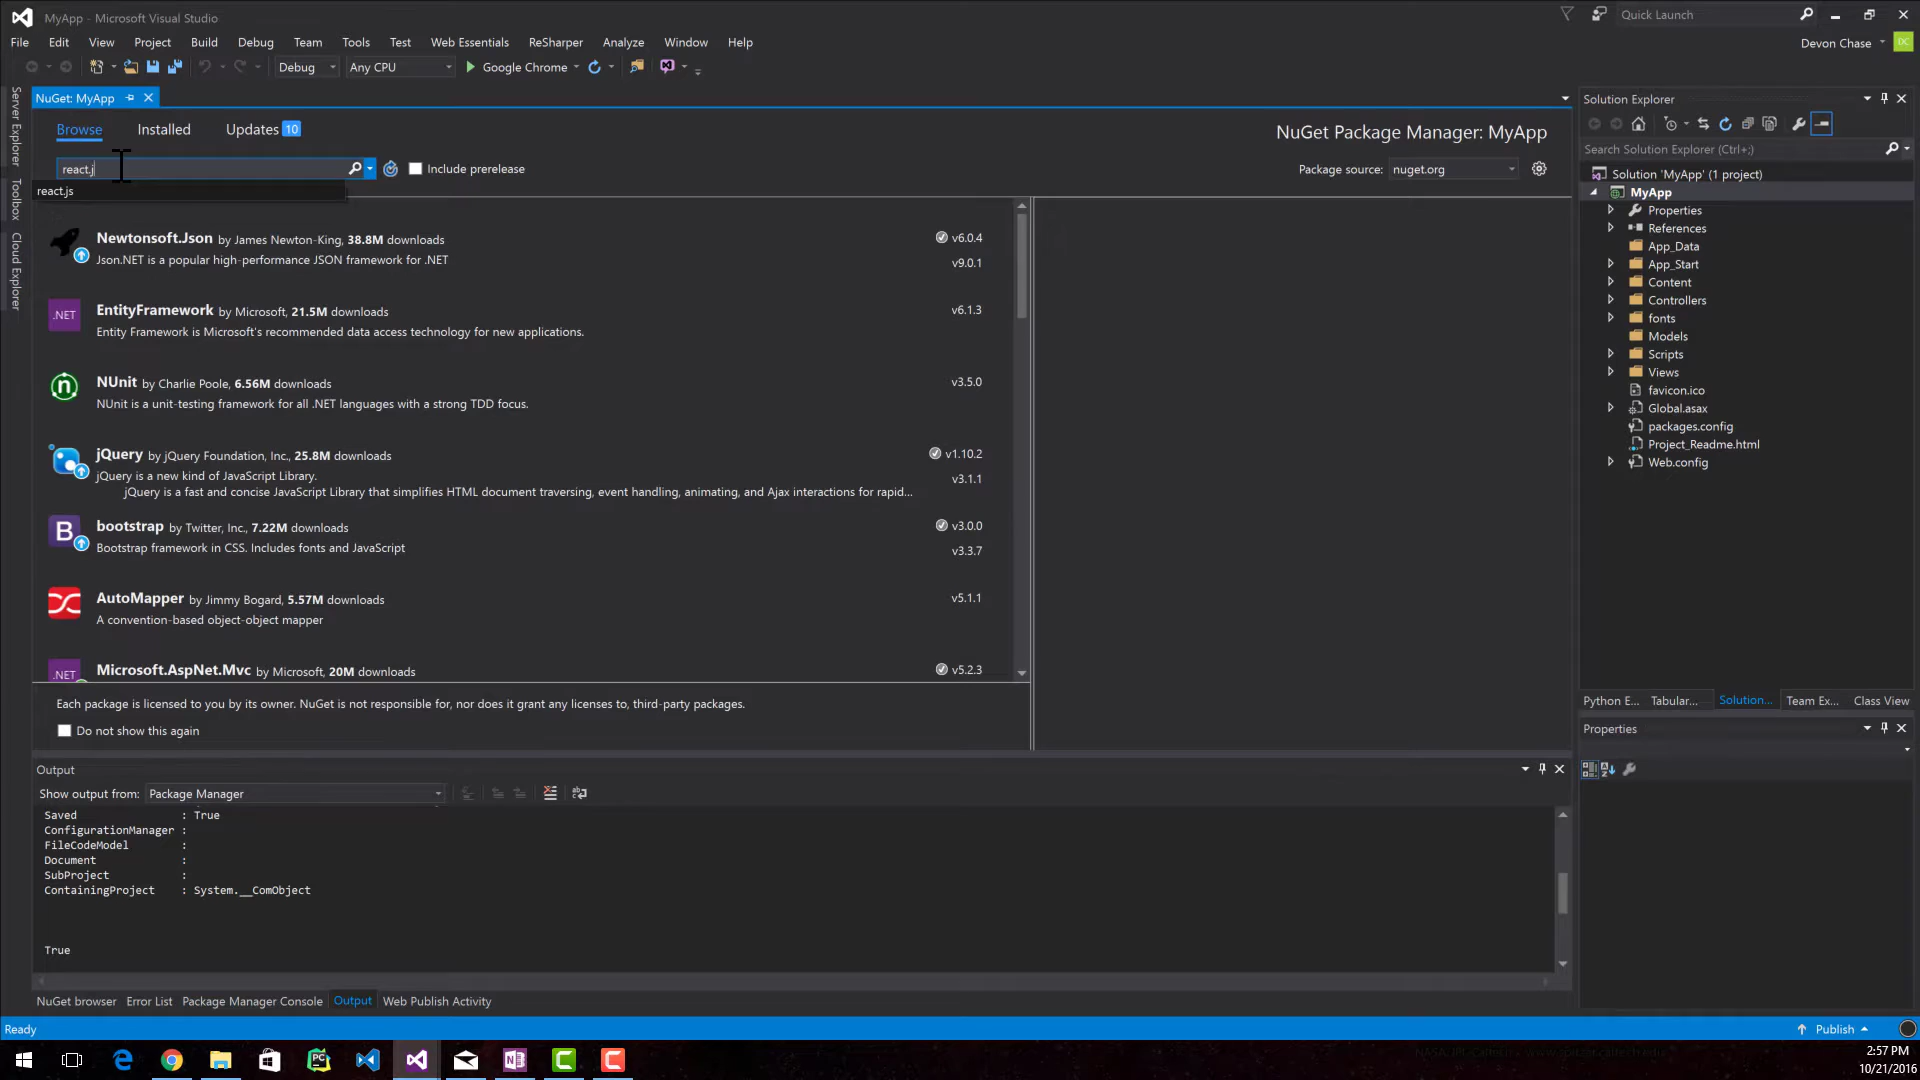 MyApp - Microsoft Visual Studio
Quick Launch
File Edit View Project Build Debug Team Tools Test Web Essentials ReSharper Analyze Window Help
Devon Chase
DC
Debug Any CPU Google Chrome
Server Explorer
Toolbox
Cloud Explorer
NuGet: MyApp
Browse Installed Updates 10
NuGet Package Manager: MyApp
react.j
Include prerelease
Package source: nuget.org
react.js
Newtonsoft.Json by James Newton-King, 38.8M downloads v6.0.4
Json.NET is a popular high-performance JSON framework for .NET v9.0.1
.NET
EntityFramework by Microsoft, 21.5M downloads v6.1.3
Entity Framework is Microsoft's recommended data access technology for new applications.
n
NUnit by Charlie Poole, 6.56M downloads v3.5.0
NUnit is a unit-testing framework for all .NET languages with a strong TDD focus.
jQuery by jQuery Foundation, Inc., 25.8M downloads v1.10.2
jQuery is a new kind of JavaScript Library. v3.1.1
jQuery is a fast and concise JavaScript Library that simplifies HTML document traversing, event handling, animating, and Ajax interactions for rapid...
B
bootstrap by Twitter, Inc., 7.22M downloads v3.0.0
Bootstrap framework in CSS. Includes fonts and JavaScript v3.3.7
AutoMapper by Jimmy Bogard, 5.57M downloads v5.1.1
A convention-based object-object mapper
.NET
Microsoft.AspNet.Mvc by Microsoft, 20M downloads v5.2.3
Each package is licensed to you by its owner. NuGet is not responsible for, nor does it grant any licenses to, third-party packages.
Do not show this again
Output
Show output from: Package Manager
Saved : True
ConfigurationManager :
FileCodeModel :
Document :
SubProject :
ContainingProject : System.__ComObject
True
NuGet browser Error List Package Manager Console Output Web Publish Activity
Solution Explorer
Search Solution Explorer (Ctrl+;)
Solution 'MyApp' (1 project)
MyApp
Properties
References
App_Data
App_Start
Content
Controllers
fonts
Models
Scripts
Views
favicon.ico
Global.asax
packages.config
Project_Readme.html
Web.config
Python E... Tabular... Solution... Team Ex... Class View
Properties
Ready
Publish
2:57 PM
10/21/2016